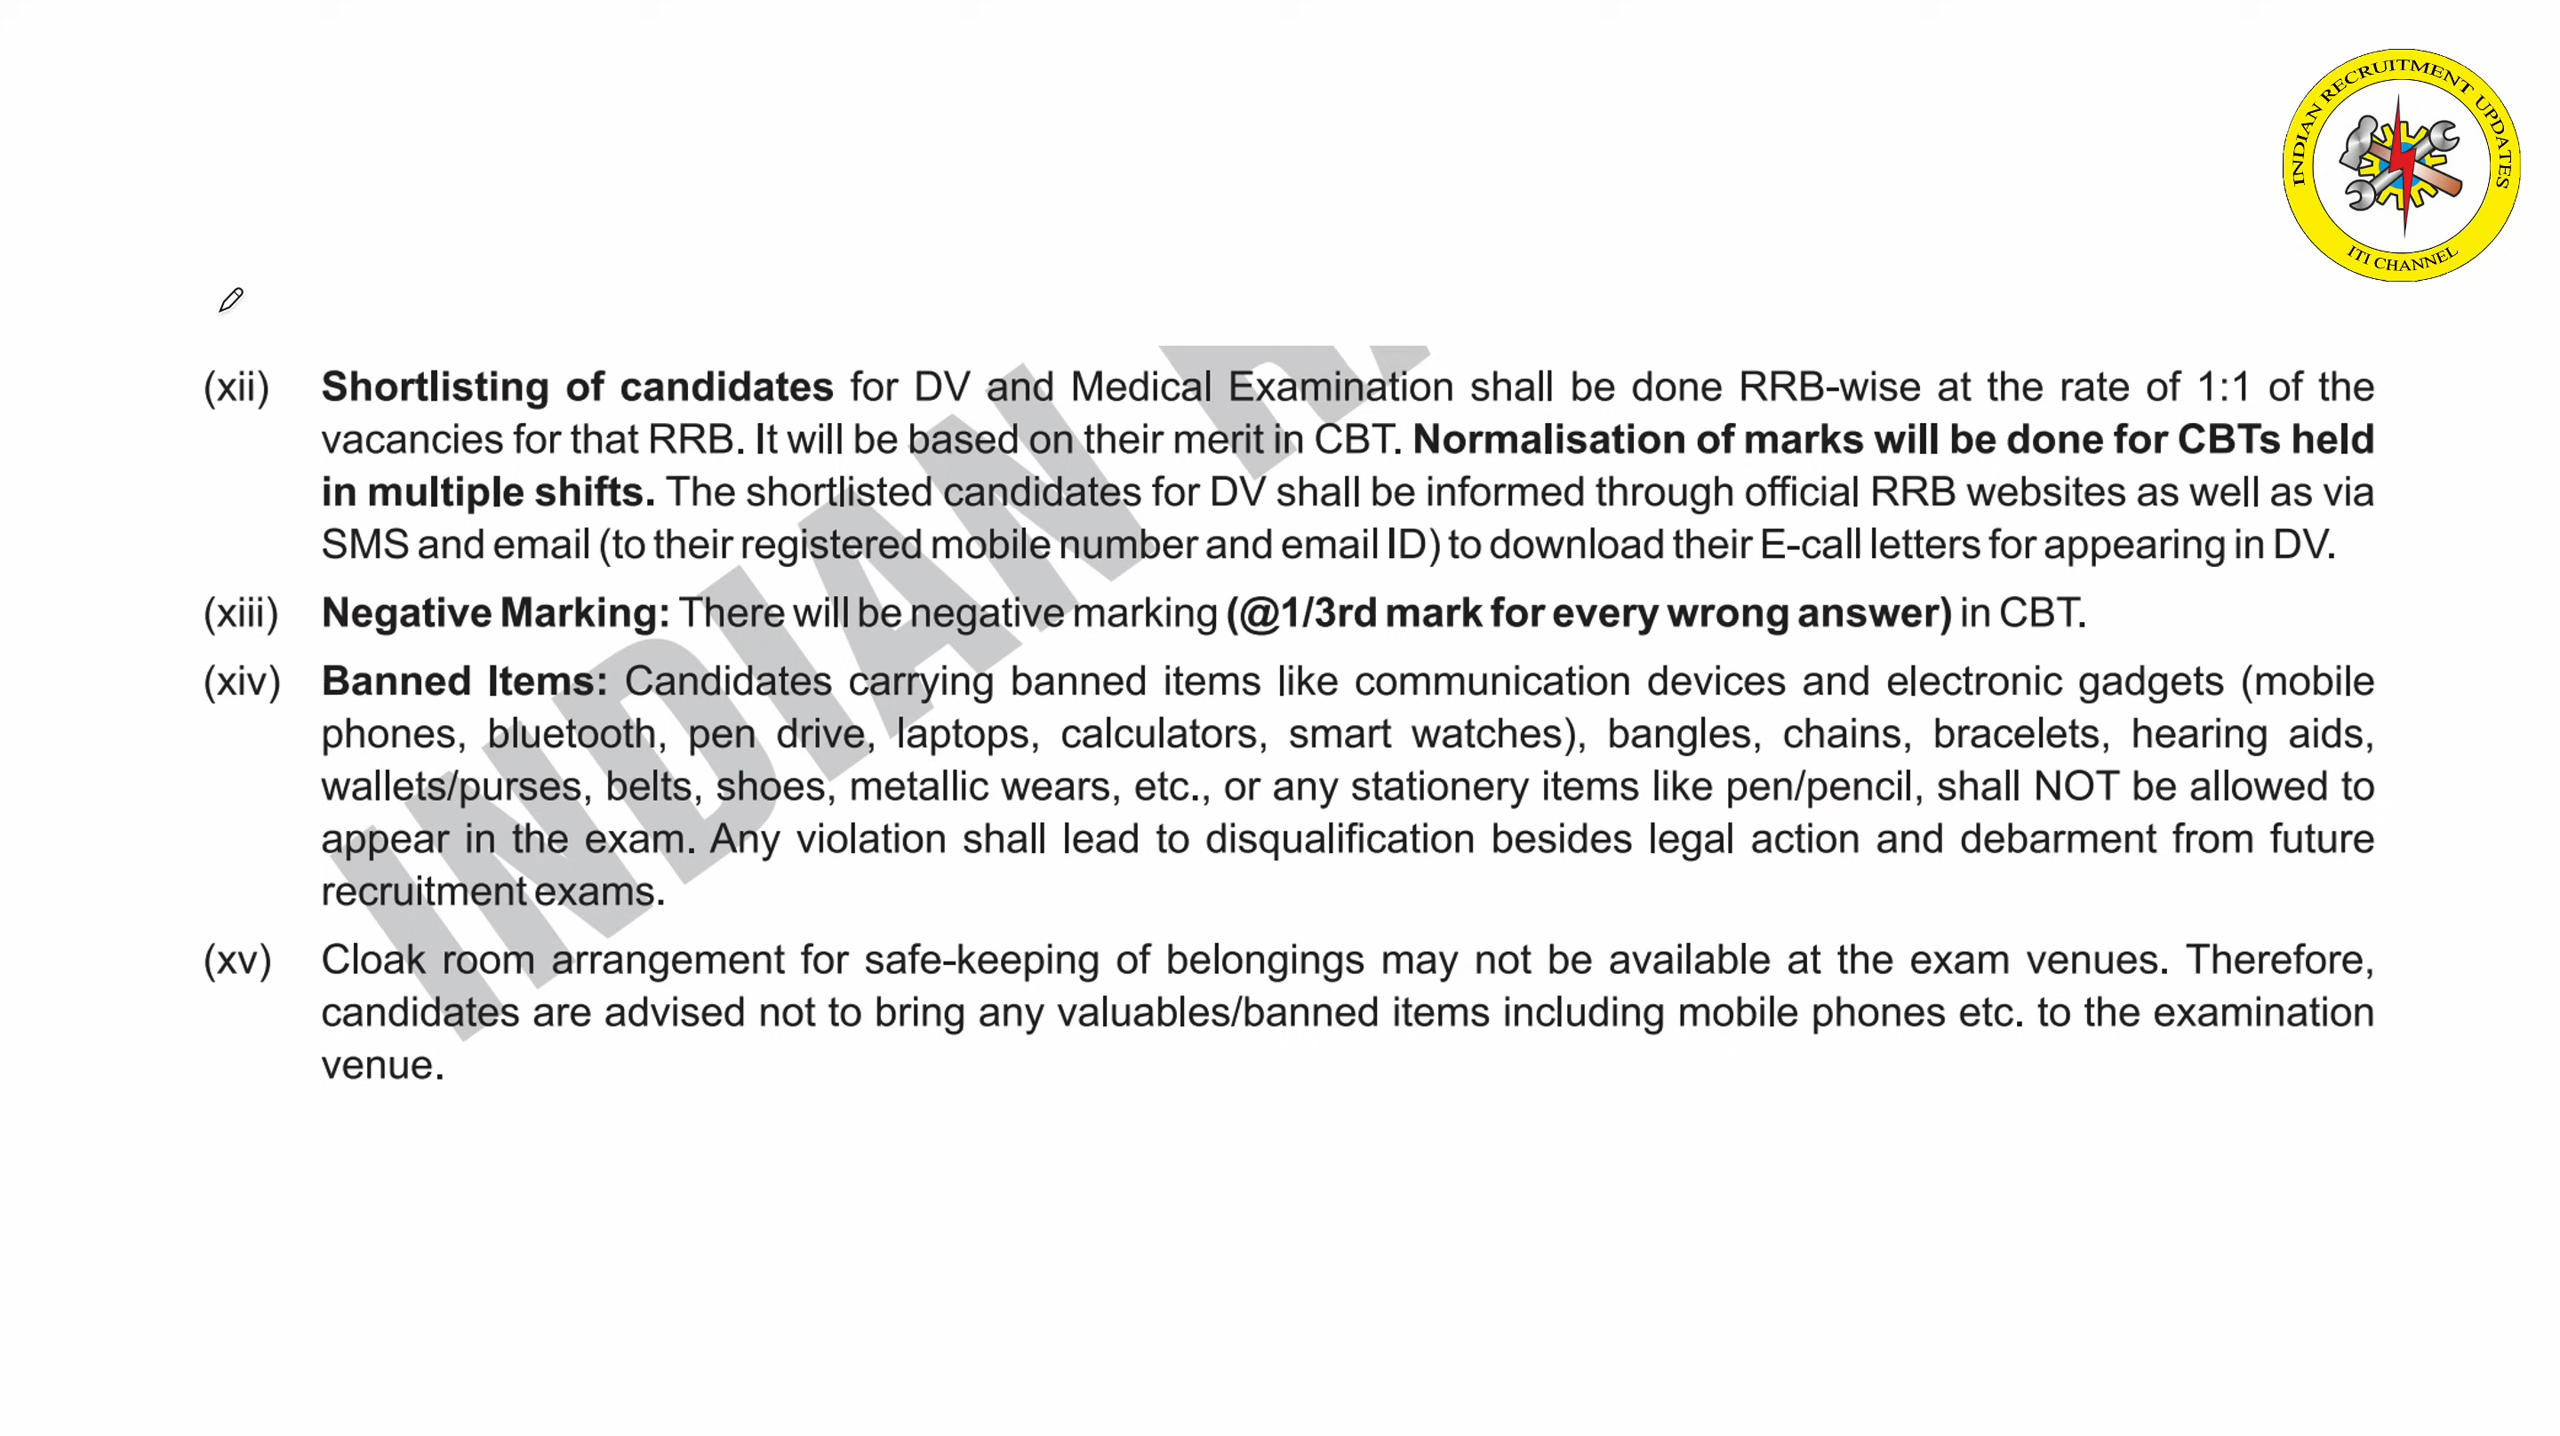 INDIAN RECRUITMENT UPDATES
ITI CHANNEL
(xii) Shortlisting of candidates for DV and Medical Examination shall be done RRB-wise at the rate of 1:1 of the
vacancies for that RRB. It will be based on their merit in CBT. Normalisation of marks will be done for CBTs held
in multiple shifts. The shortlisted candidates for DV shall be informed through official RRB websites as well as via
SMS and email (to their registered mobile number and email ID) to download their E-call letters for appearing in DV.
(xiii) Negative Marking: There will be negative marking (@1/3rd mark for every wrong answer) in CBT.
(xiv) Banned Items: Candidates carrying banned items like communication devices and electronic gadgets (mobile
phones, bluetooth, pen drive, laptops, calculators, smart watches), bangles, chains, bracelets, hearing aids,
wallets/purses, belts, shoes, metallic wears, etc., or any stationery items like pen/pencil, shall NOT be allowed to
appear in the exam. Any violation shall lead to disqualification besides legal action and debarment from future
recruitment exams.
(xv) Cloak room arrangement for safe-keeping of belongings may not be available at the exam venues. Therefore,
candidates are advised not to bring any valuables/banned items including mobile phones etc. to the examination
venue.
INDIAN